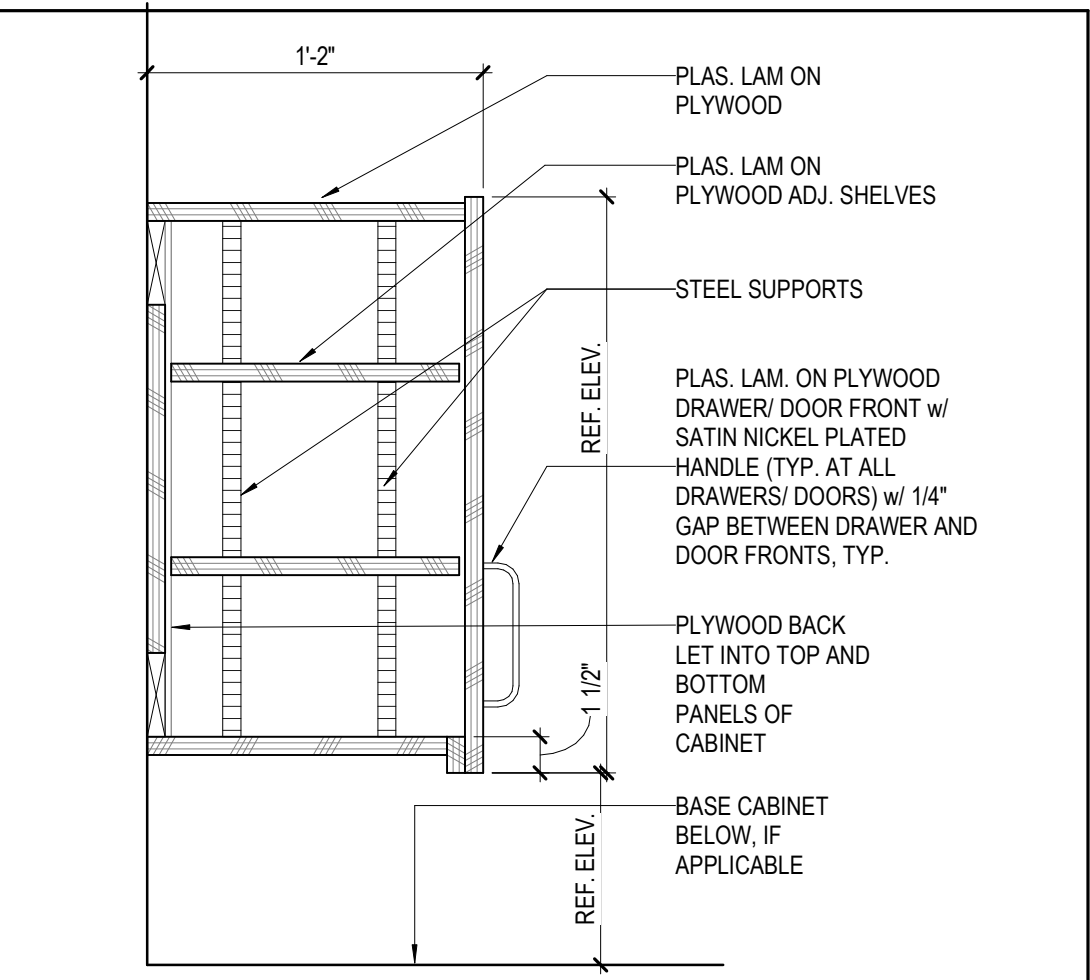 1'-2"
PLAS. LAM ON
PLYWOOD
PLAS. LAM ON
PLYWOOD ADJ. SHELVES
STEEL SUPPORTS
REF. ELEV.
PLAS. LAM. ON PLYWOOD
DRAWER/ DOOR FRONT w/
SATIN NICKEL PLATED
HANDLE (TYP. AT ALL
DRAWERS/ DOORS) w/ 1/4"
GAP BETWEEN DRAWER AND
DOOR FRONTS, TYP.
PLYWOOD BACK
LET INTO TOP AND
BOTTOM
PANELS OF
CABINET
1 1/2"
BASE CABINET
BELOW, IF
APPLICABLE
REF. ELEV.